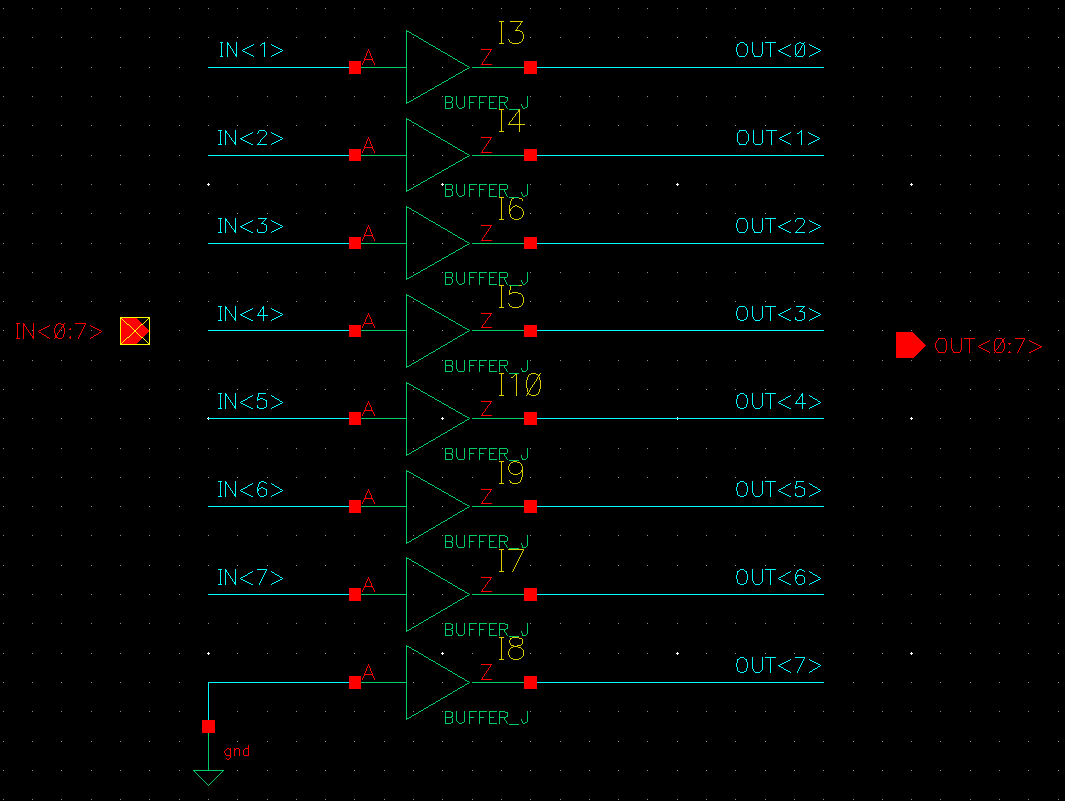 I3
IN<1> A Z OUT<0>
BUFFER_J
I4
IN<2> A Z OUT<1>
BUFFER_J
I6
IN<3> A Z OUT<2>
BUFFER_J
I5
IN<4> A Z OUT<3>
IN<0:7> OUT<0:7>
BUFFER_J
I10
IN<5> A Z OUT<4>
BUFFER_J
I9
IN<6> A Z OUT<5>
BUFFER_J
I7
IN<7> A Z OUT<6>
BUFFER_J
I8
A Z OUT<7>
BUFFER_J
gnd